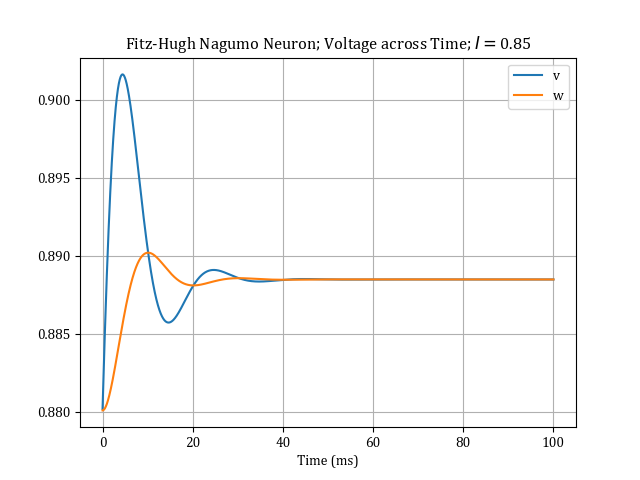 Fitz-Hugh Nagumo Neuron; Voltage across Time; I = 0.85
v
w
0.900
0.895
0.890
0.885
0.880
0 20 40 60 80 100
Time (ms)